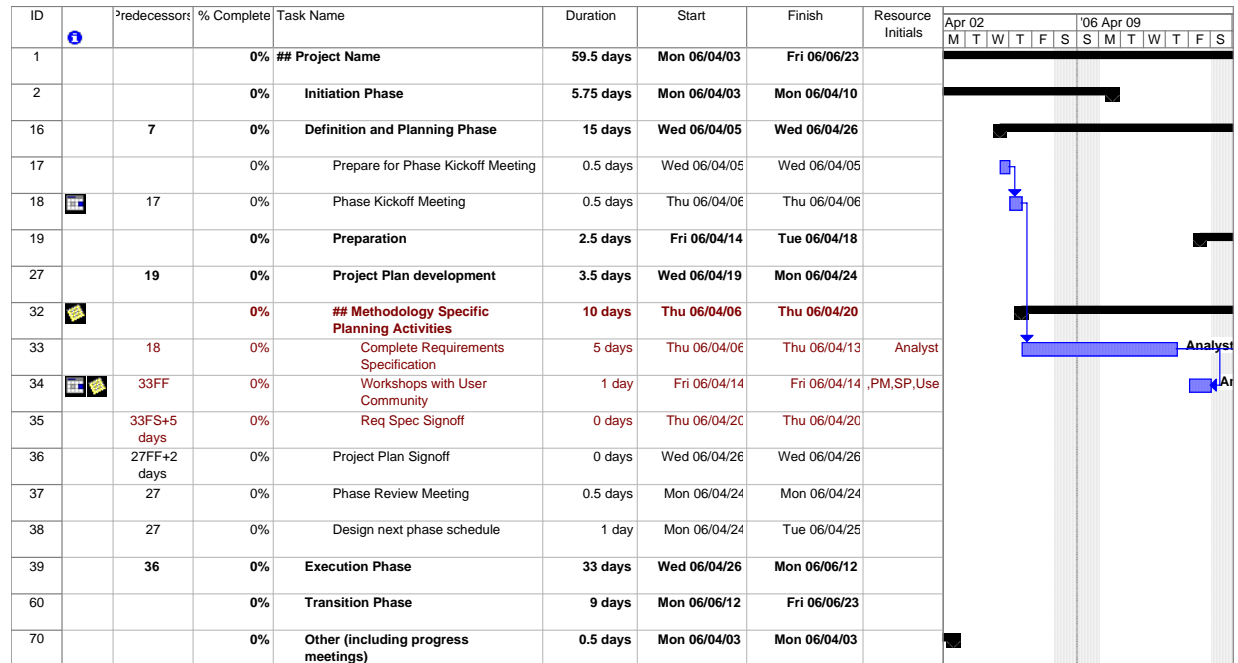 ID Predecessors % Complete Task Name Duration Start Finish Resource Initials
Apr 02 '06 Apr 09
M T W T F S S M T W T F S
1 0% ## Project Name 59.5 days Mon 06/04/03 Fri 06/06/23
2 0% Initiation Phase 5.75 days Mon 06/04/03 Mon 06/04/10
16 7 0% Definition and Planning Phase 15 days Wed 06/04/05 Wed 06/04/26
17 0% Prepare for Phase Kickoff Meeting 0.5 days Wed 06/04/05 Wed 06/04/05
18 17 0% Phase Kickoff Meeting 0.5 days Thu 06/04/06 Thu 06/04/06
19 0% Preparation 2.5 days Fri 06/04/14 Tue 06/04/18
27 19 0% Project Plan development 3.5 days Wed 06/04/19 Mon 06/04/24
32 0% ## Methodology Specific Planning Activities 10 days Thu 06/04/06 Thu 06/04/20
33 18 0% Complete Requirements Specification 5 days Thu 06/04/06 Thu 06/04/13 Analyst Analyst
34 33FF 0% Workshops with User Community 1 day Fri 06/04/14 Fri 06/04/14 ,PM,SP,Use
35 33FS+5 days 0% Req Spec Signoff 0 days Thu 06/04/20 Thu 06/04/20
36 27FF+2 days 0% Project Plan Signoff 0 days Wed 06/04/26 Wed 06/04/26
37 27 0% Phase Review Meeting 0.5 days Mon 06/04/24 Mon 06/04/24
38 27 0% Design next phase schedule 1 day Mon 06/04/24 Tue 06/04/25
39 36 0% Execution Phase 33 days Wed 06/04/26 Mon 06/06/12
60 0% Transition Phase 9 days Mon 06/06/12 Fri 06/06/23
70 0% Other (including progress meetings) 0.5 days Mon 06/04/03 Mon 06/04/03